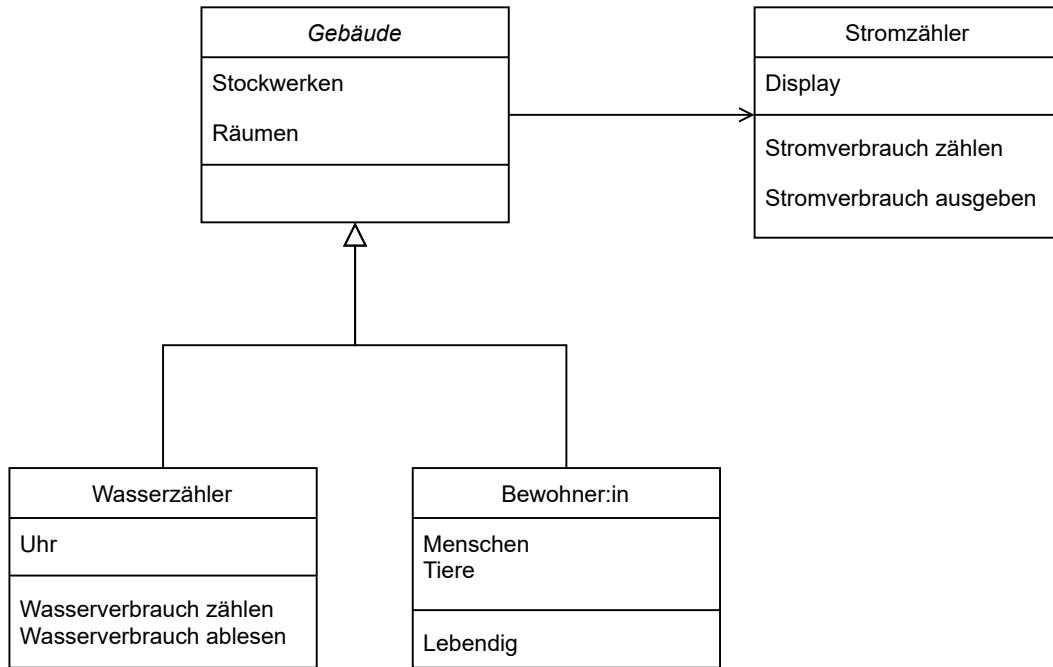 Gebäude
Stockwerken
Räumen
Stromzähler
Display
Stromverbrauch zählen
Stromverbrauch ausgeben
Wasserzähler
Uhr
Wasserverbrauch zählen
Wasserverbrauch ablesen
Bewohner:in
Menschen
Tiere
Lebendig